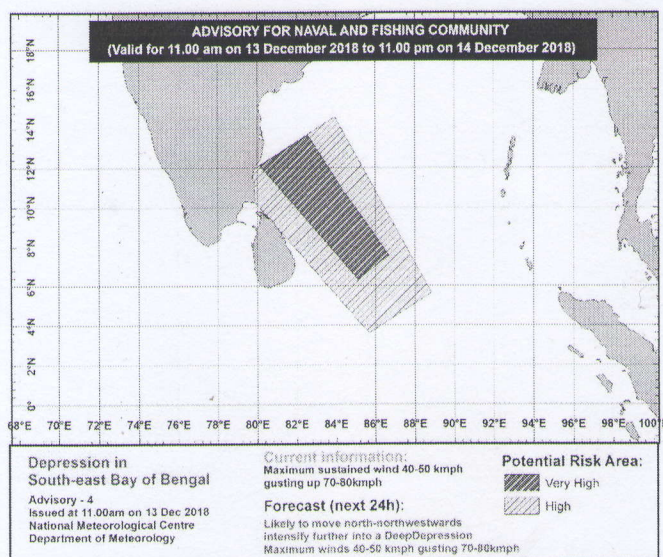 ADVISORY FOR NAVAL AND FISHING COMMUNITY
(Valid for 11.00 am on 13 December 2018 to 11.00 pm on 14 December 2018)
18°N
16°N
14°N
12°N
10°N
8°N
6°N
4°N
2°N
0°
68°E 70°E 72°E 74°E 76°E 78°E 80°E 82°E 84°E 86°E 88°E 90°E 92°E 94°E 96°E 98°E 100°E
Depression in
South-east Bay of Bengal
Advisory - 4
Issued at 11.00am on 13 Dec 2018
National Meteorological Centre
Department of Meteorology
Current information:
Maximum sustained wind 40-50 kmph
gusting up 70-80kmph
Forecast (next 24h):
Likely to move north-northwestwards
intensify further into a DeepDepression
Maximum winds 40-50 kmph gusting 70-80kmph
Potential Risk Area:
Very High
High